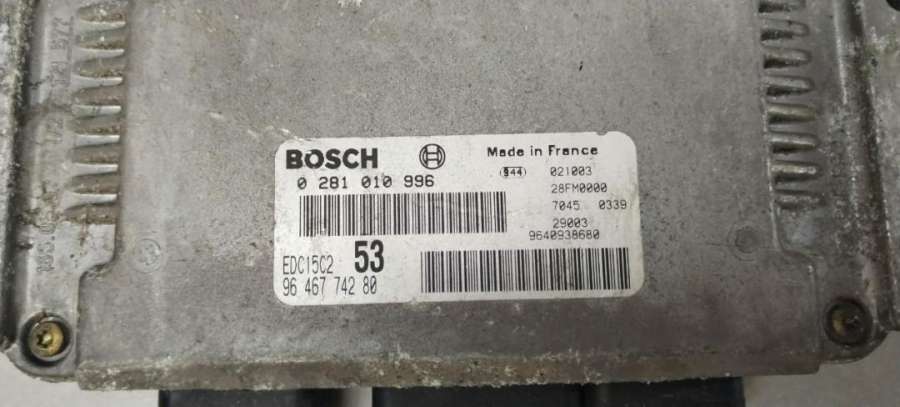 BOSCH
Made in France
0 281 010 996
944 021003
28FM0000
7045 0339
29003
9640938680
EDC15C2 53
96 467 742 80